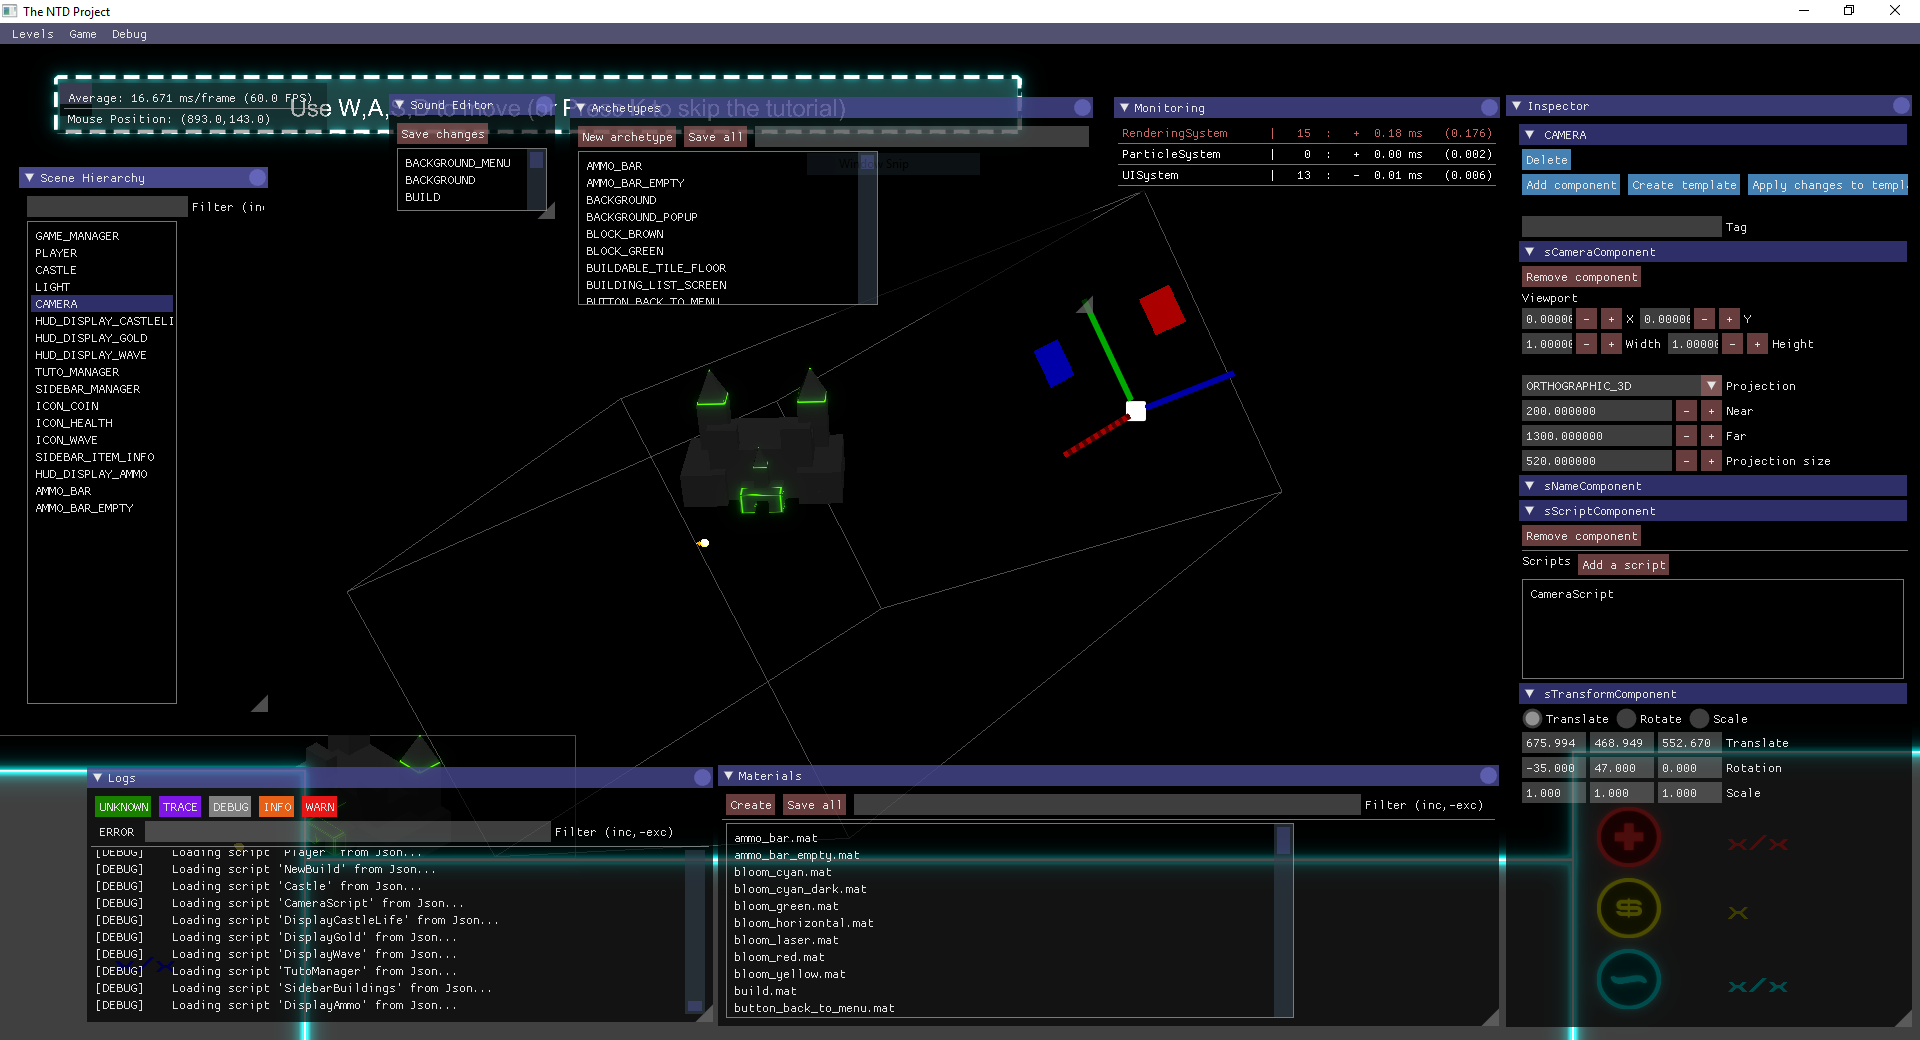 The NTD Project
Levels Game Debug
Average: 16.671 ms/frame (60.0 FPS)
Mouse Position: (893.0,143.0)
Use W,A,S,D to move (or Press K to skip the tutorial)
Sound Editor
Save changes
BACKGROUND_MENU
BACKGROUND
BUILD
Archetypes
New archetype Save all
Window Snip
AMMO_BAR
AMMO_BAR_EMPTY
BACKGROUND
BACKGROUND_POPUP
BLOCK_BROWN
BLOCK_GREEN
BUILDABLE_TILE_FLOOR
BUILDING_LIST_SCREEN
BUTTON_BACK_TO_MENU
Monitoring
RenderingSystem | 15 : + 0.18 ms (0.176)
ParticleSystem | 0 : + 0.00 ms (0.002)
UISystem | 13 : - 0.01 ms (0.006)
Scene Hierarchy
Filter (in
GAME_MANAGER
PLAYER
CASTLE
LIGHT
CAMERA
HUD_DISPLAY_CASTLELI
HUD_DISPLAY_GOLD
HUD_DISPLAY_WAVE
TUTO_MANAGER
SIDEBAR_MANAGER
ICON_COIN
ICON_HEALTH
ICON_WAVE
SIDEBAR_ITEM_INFO
HUD_DISPLAY_AMMO
AMMO_BAR
AMMO_BAR_EMPTY
Inspector
CAMERA
Delete
Add component Create template Apply changes to templ
Tag
sCameraComponent
Remove component
Viewport
0.00000 - + X 0.00000 - + Y
1.00000 - + Width 1.00000 - + Height
ORTHOGRAPHIC_3D Projection
200.000000 - + Near
1300.000000 - + Far
520.000000 - + Projection size
sNameComponent
sScriptComponent
Remove component
Scripts Add a script
CameraScript
sTransformComponent
Translate Rotate Scale
675.994 468.949 552.670 Translate
-35.000 47.000 0.000 Rotation
1.000 1.000 1.000 Scale
x/x
$ x
x/x
Logs
UNKNOWN TRACE DEBUG INFO WARN
ERROR Filter (inc,-exc)
[DEBUG] Loading script 'Player' from Json...
[DEBUG] Loading script 'NewBuild' from Json...
[DEBUG] Loading script 'Castle' from Json...
[DEBUG] Loading script 'CameraScript' from Json...
[DEBUG] Loading script 'DisplayCastleLife' from Json...
[DEBUG] Loading script 'DisplayGold' from Json...
[DEBUG] Loading script 'DisplayWave' from Json...
[DEBUG] Loading script 'TutoManager' from Json...
[DEBUG] Loading script 'SidebarBuildings' from Json...
[DEBUG] Loading script 'DisplayAmmo' from Json...
x/x
Materials
Create Save all Filter (inc,-exc)
ammo_bar.mat
ammo_bar_empty.mat
bloom_cyan.mat
bloom_cyan_dark.mat
bloom_green.mat
bloom_horizontal.mat
bloom_laser.mat
bloom_red.mat
bloom_yellow.mat
build.mat
button_back_to_menu.mat